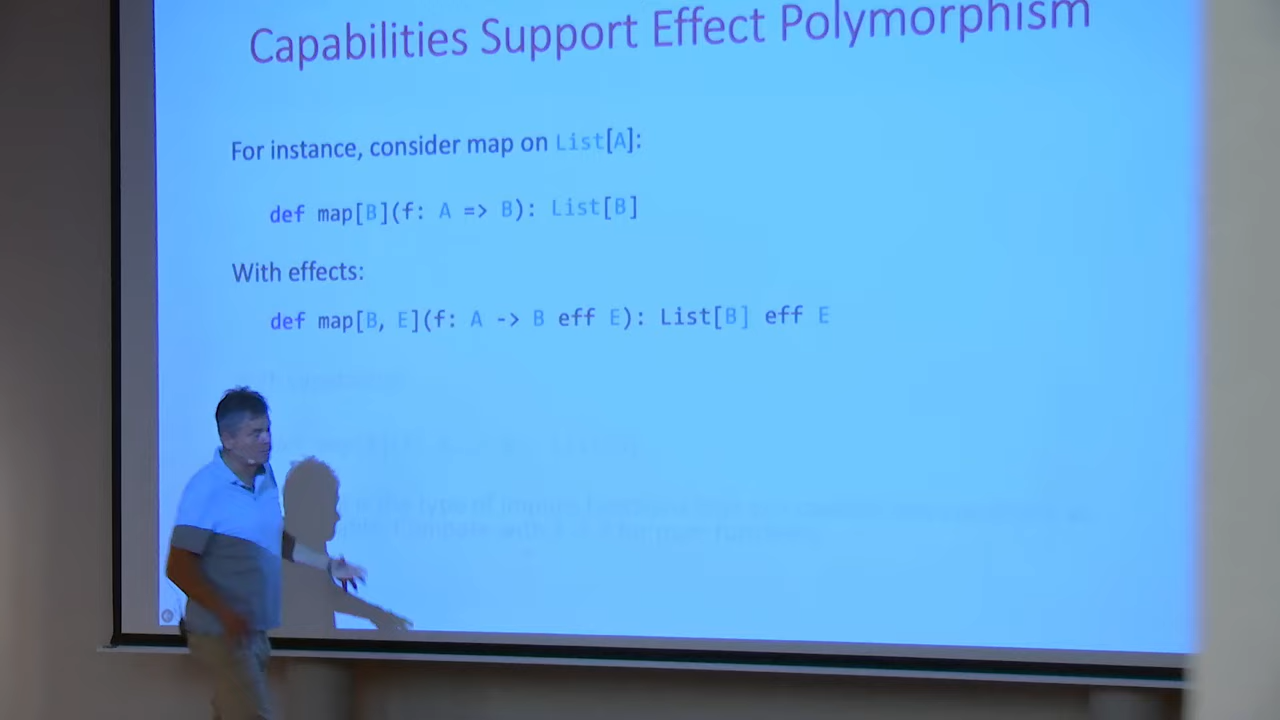 Capabilities Support Effect Polymorphism
For instance, consider map on List[A]:
def map[B](f: A => B): List[B]
With effects:
def map[B, E](f: A -> B eff E): List[B] eff E